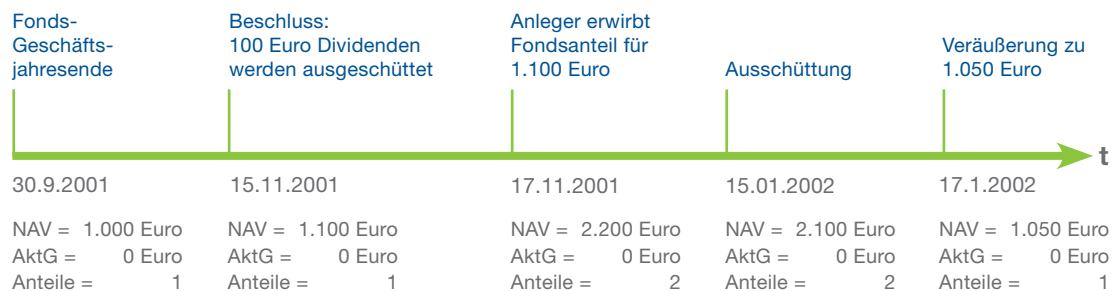 Fonds-
Geschäfts-
jahresende
Beschluss:
100 Euro Dividenden
werden ausgeschüttet
Anleger erwirbt
Fondsanteil für
1.100 Euro
Ausschüttung
Veräußerung zu
1.050 Euro
t
30.9.2001
15.11.2001
17.11.2001
15.01.2002
17.1.2002
NAV = 1.000 Euro
AktG = 0 Euro
Anteile = 1
NAV = 1.100 Euro
AktG = 0 Euro
Anteile = 1
NAV = 2.200 Euro
AktG = 0 Euro
Anteile = 2
NAV = 2.100 Euro
AktG = 0 Euro
Anteile = 2
NAV = 1.050 Euro
AktG = 0 Euro
Anteile = 1